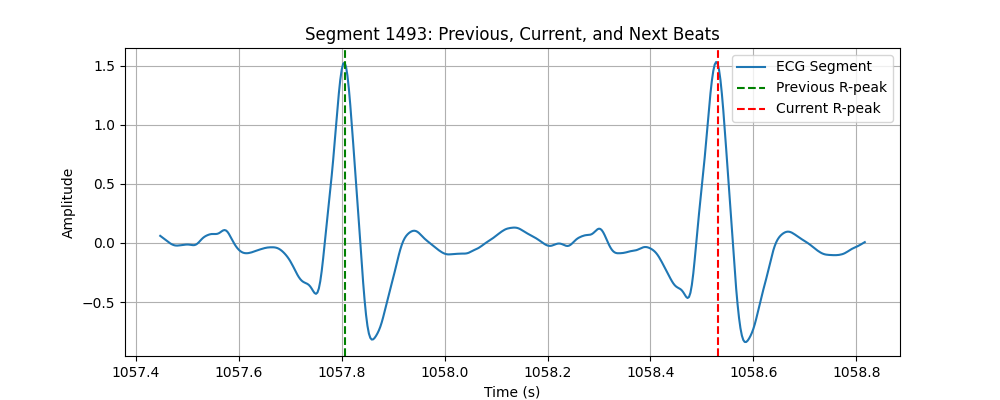 Segment 1493: Previous, Current, and Next Beats
ECG Segment
Previous R-peak
Current R-peak
Amplitude
1.5
1.0
0.5
0.0
−0.5
1057.4 1057.6 1057.8 1058.0 1058.2 1058.4 1058.6 1058.8
Time (s)